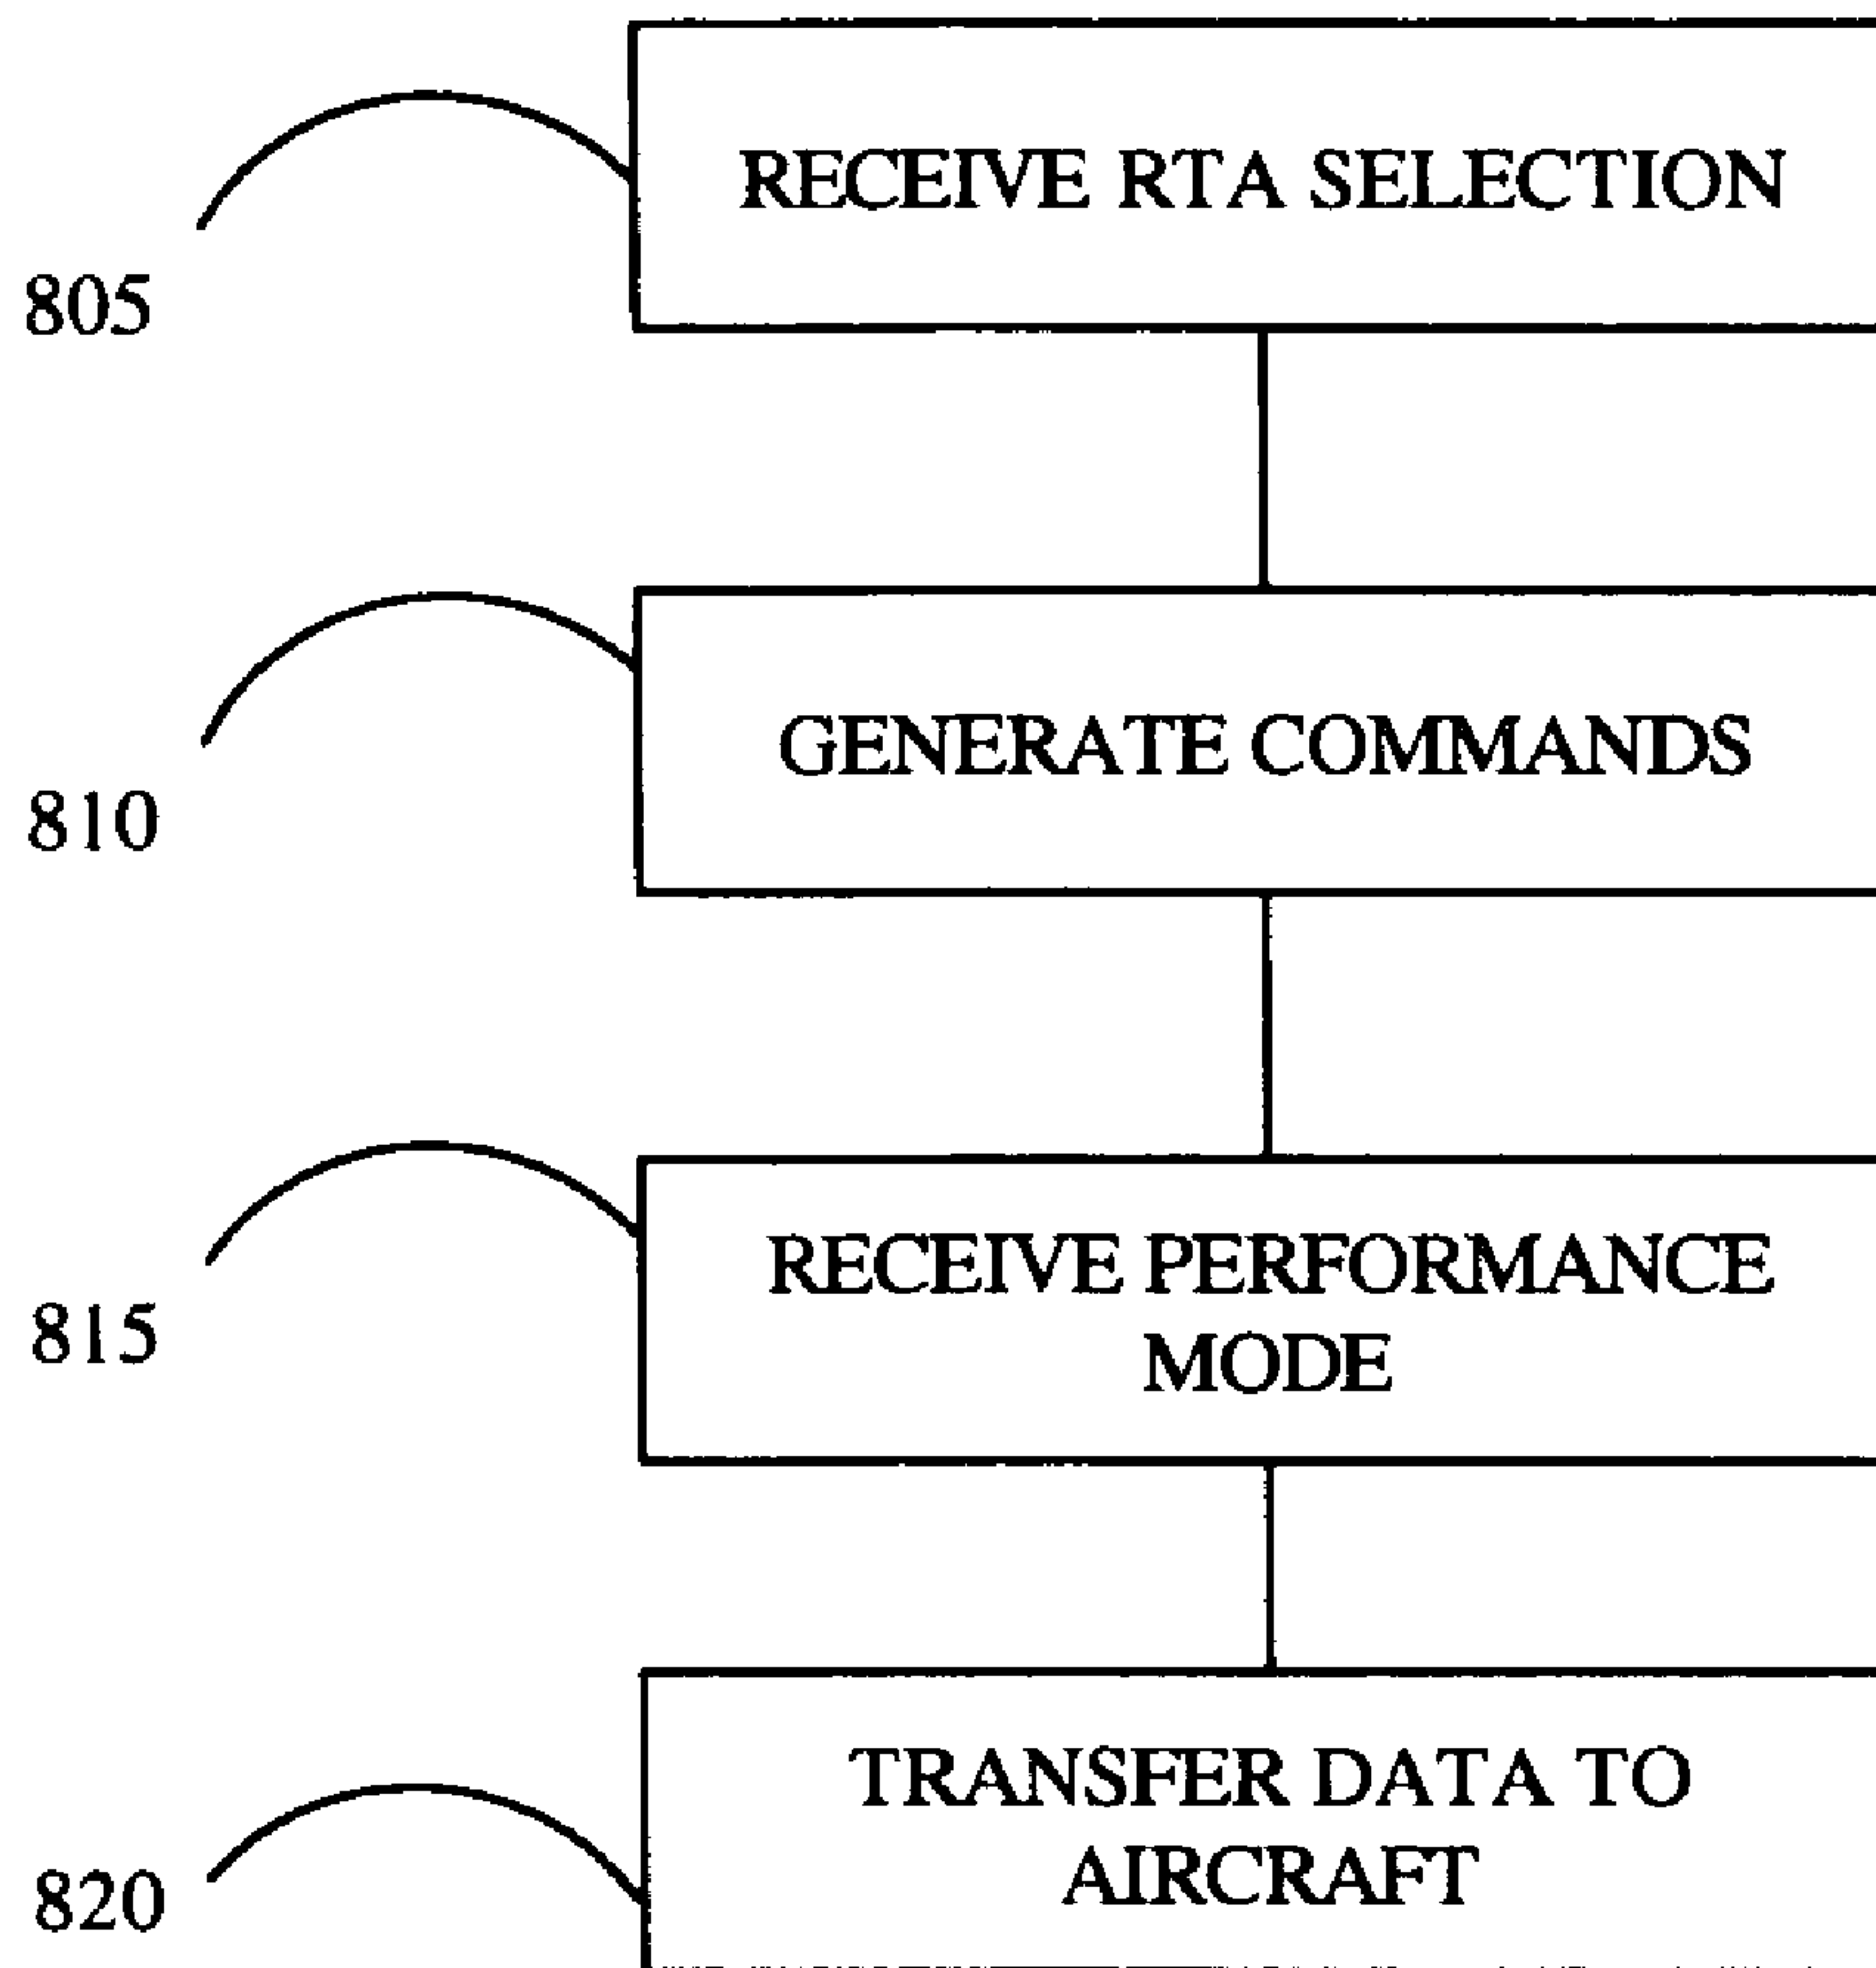 RECEIVE RTA SELECTION
805
GENERATE COMMANDS
810
RECEIVE PERFORMANCE
MODE
815
TRANSFER DATA TO
AIRCRAFT
820